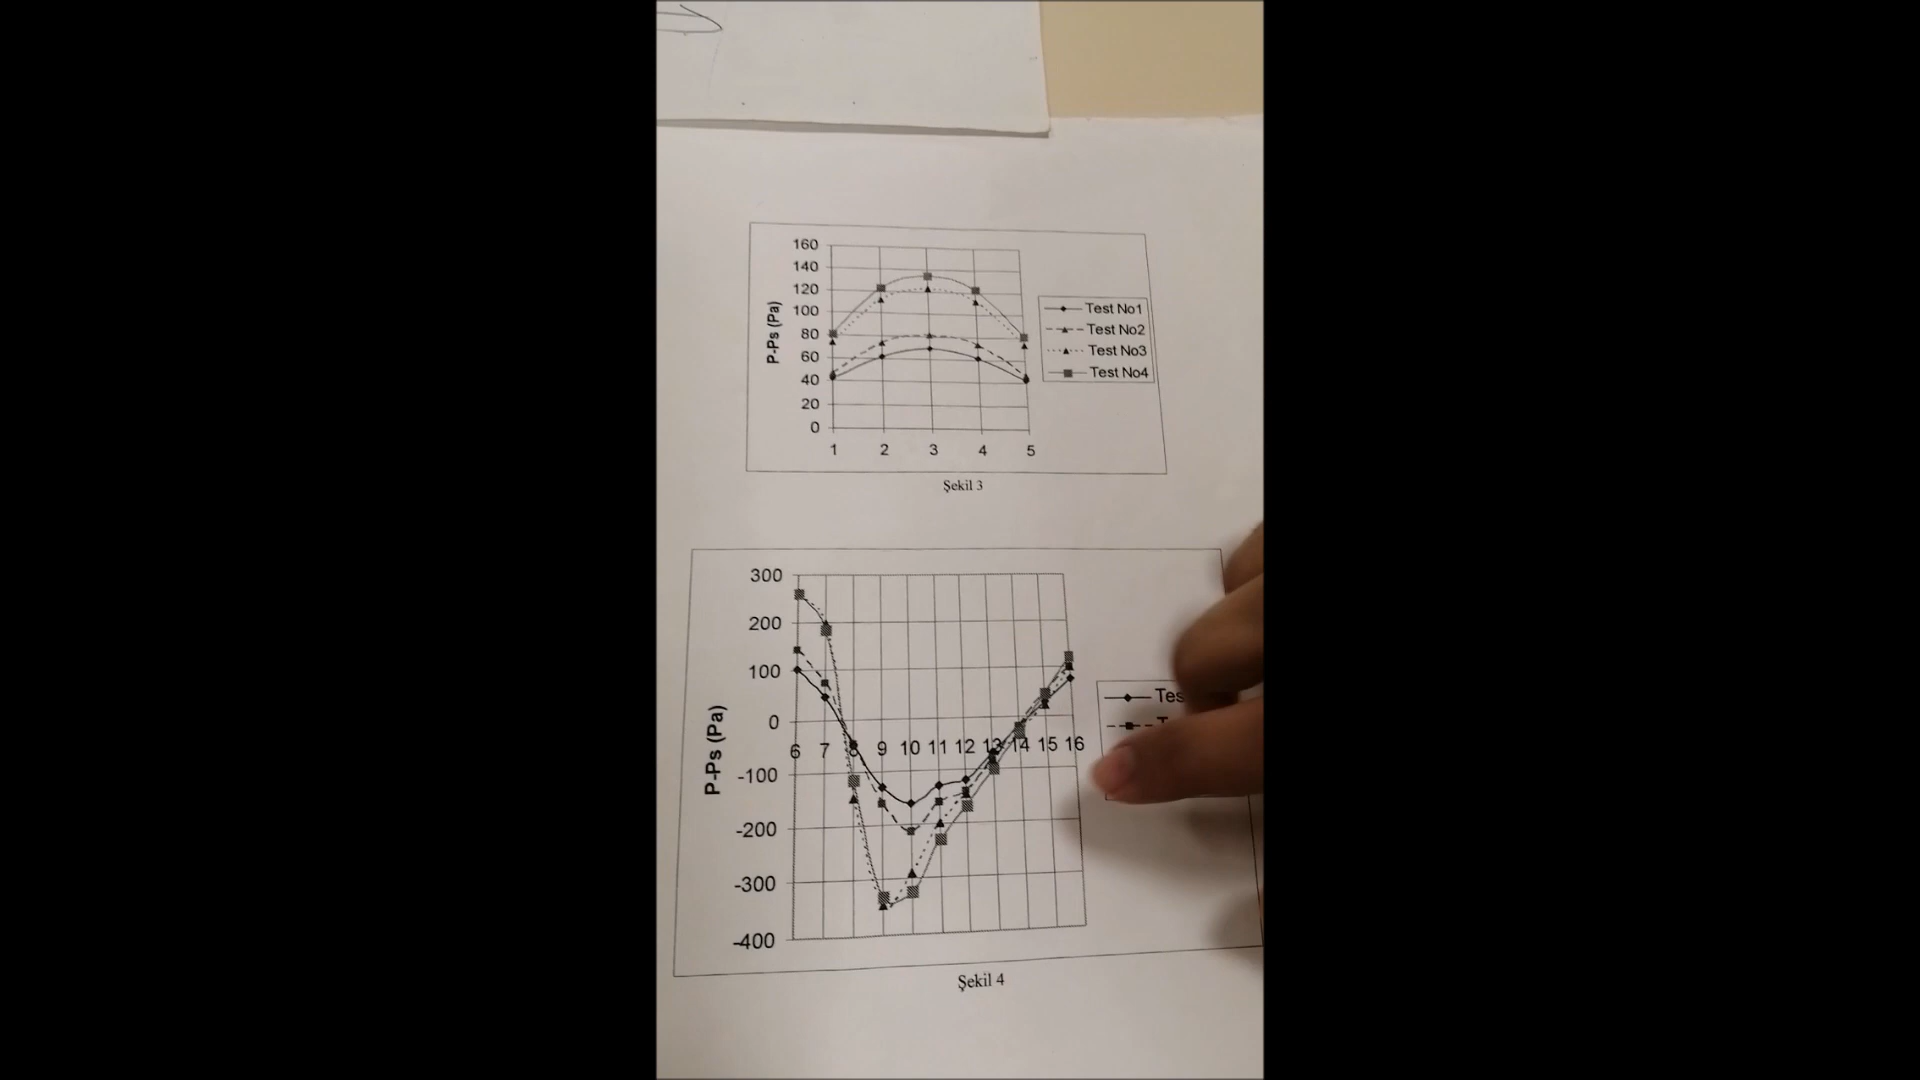 160
140
120
100
80
60
40
20
0
P-Ps (Pa)
1 2 3 4 5
Test No1
Test No2
Test No3
Test No4
Şekil 3
300
200
100
0
-100
-200
-300
-400
P-Ps (Pa)
6 7 8 9 10 11 12 13 14 15 16
Şekil 4